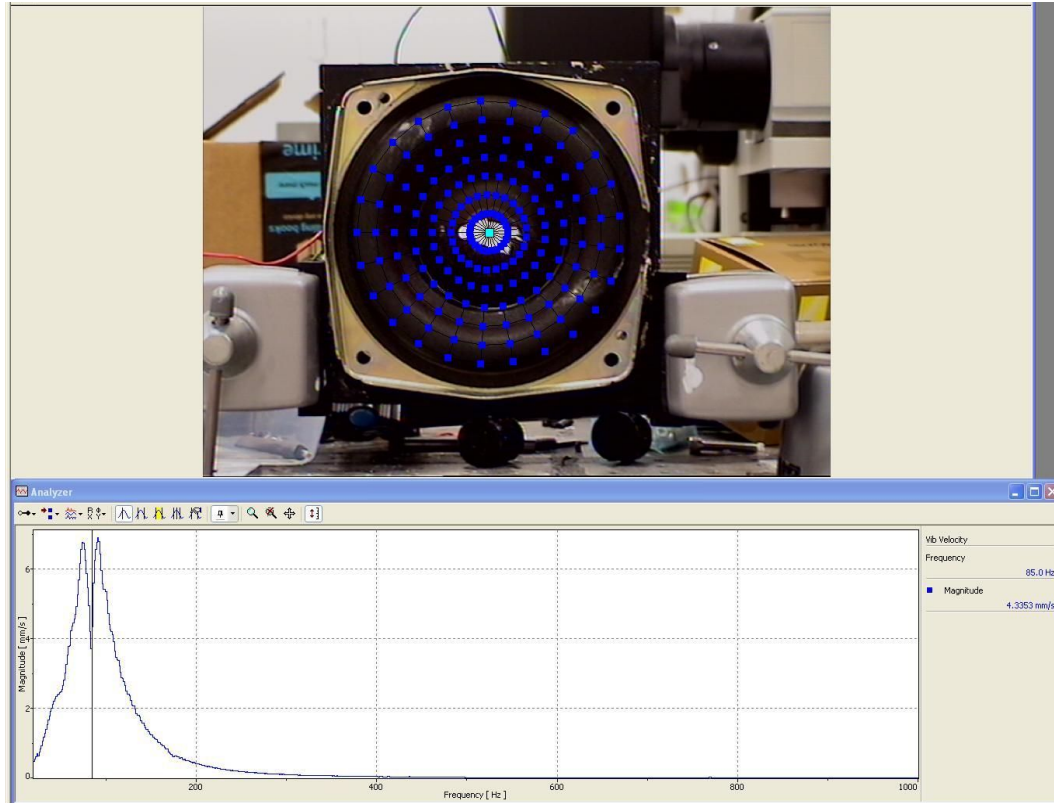 prime
Analyzer
Vib Velocity
Frequency
85.0 Hz
Magnitude
4.3353 mm/s
Magnitude [ mm/s ]
6
4
2
0
200
400
600
800
1000
Frequency [ Hz ]